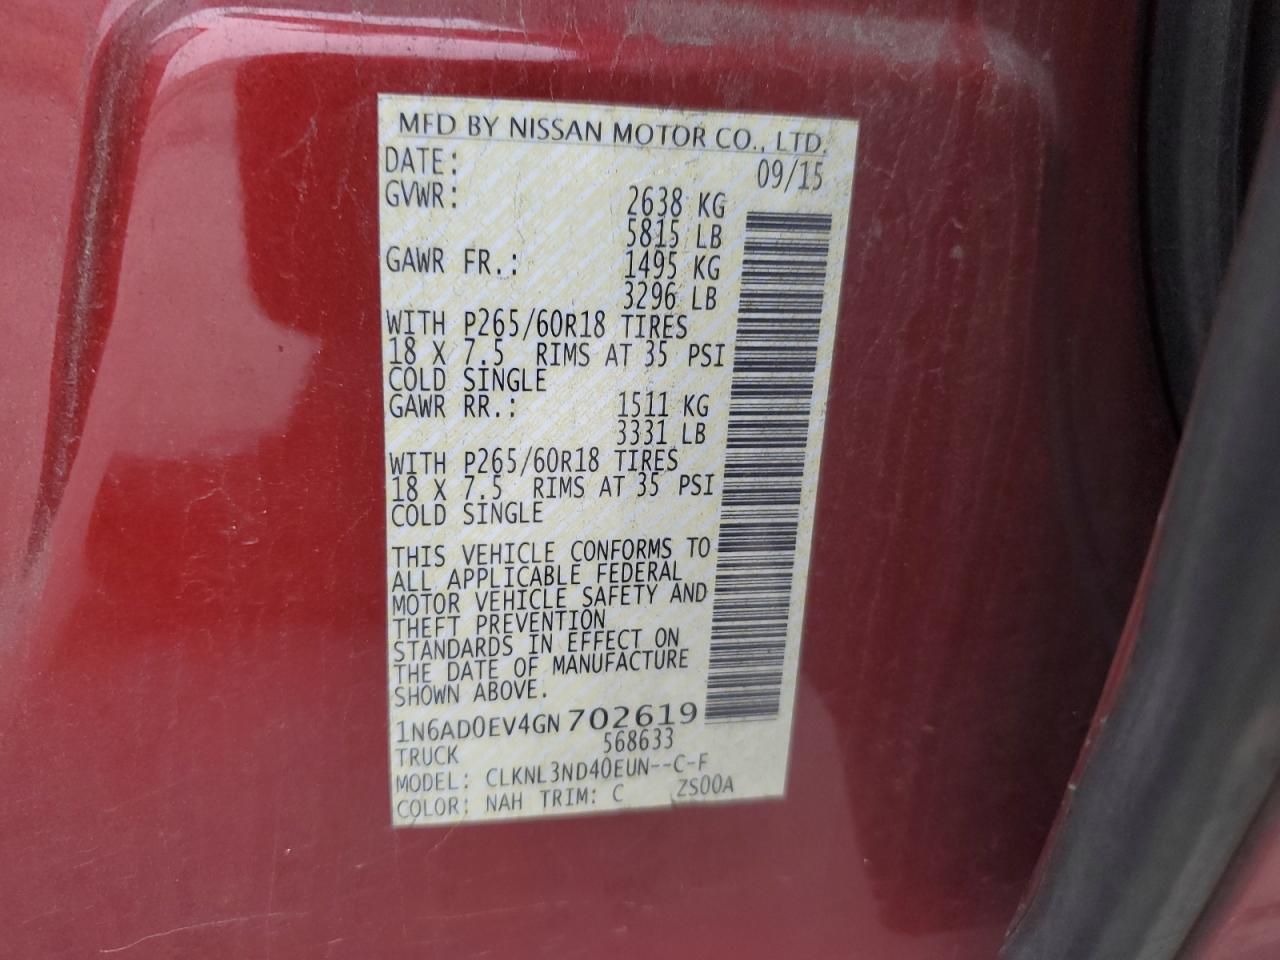 MFD BY NISSAN MOTOR CO., LTD.
DATE: 09/15
GVWR: 2638 KG
5815 LB
GAWR FR.: 1495 KG
3296 LB
WITH P265/60R18 TIRES
18 X 7.5 RIMS AT 35 PSI
COLD SINGLE
GAWR RR.: 1511 KG
3331 LB
WITH P265/60R18 TIRES
18 X 7.5 RIMS AT 35 PSI
COLD SINGLE
THIS VEHICLE CONFORMS TO
ALL APPLICABLE FEDERAL
MOTOR VEHICLE SAFETY AND
THEFT PREVENTION
STANDARDS IN EFFECT ON
THE DATE OF MANUFACTURE
SHOWN ABOVE.
1N6AD0EV4GN702619
TRUCK 568633
MODEL: CLKNL3ND40EUN--C-F
COLOR: NAH TRIM: C ZS00A